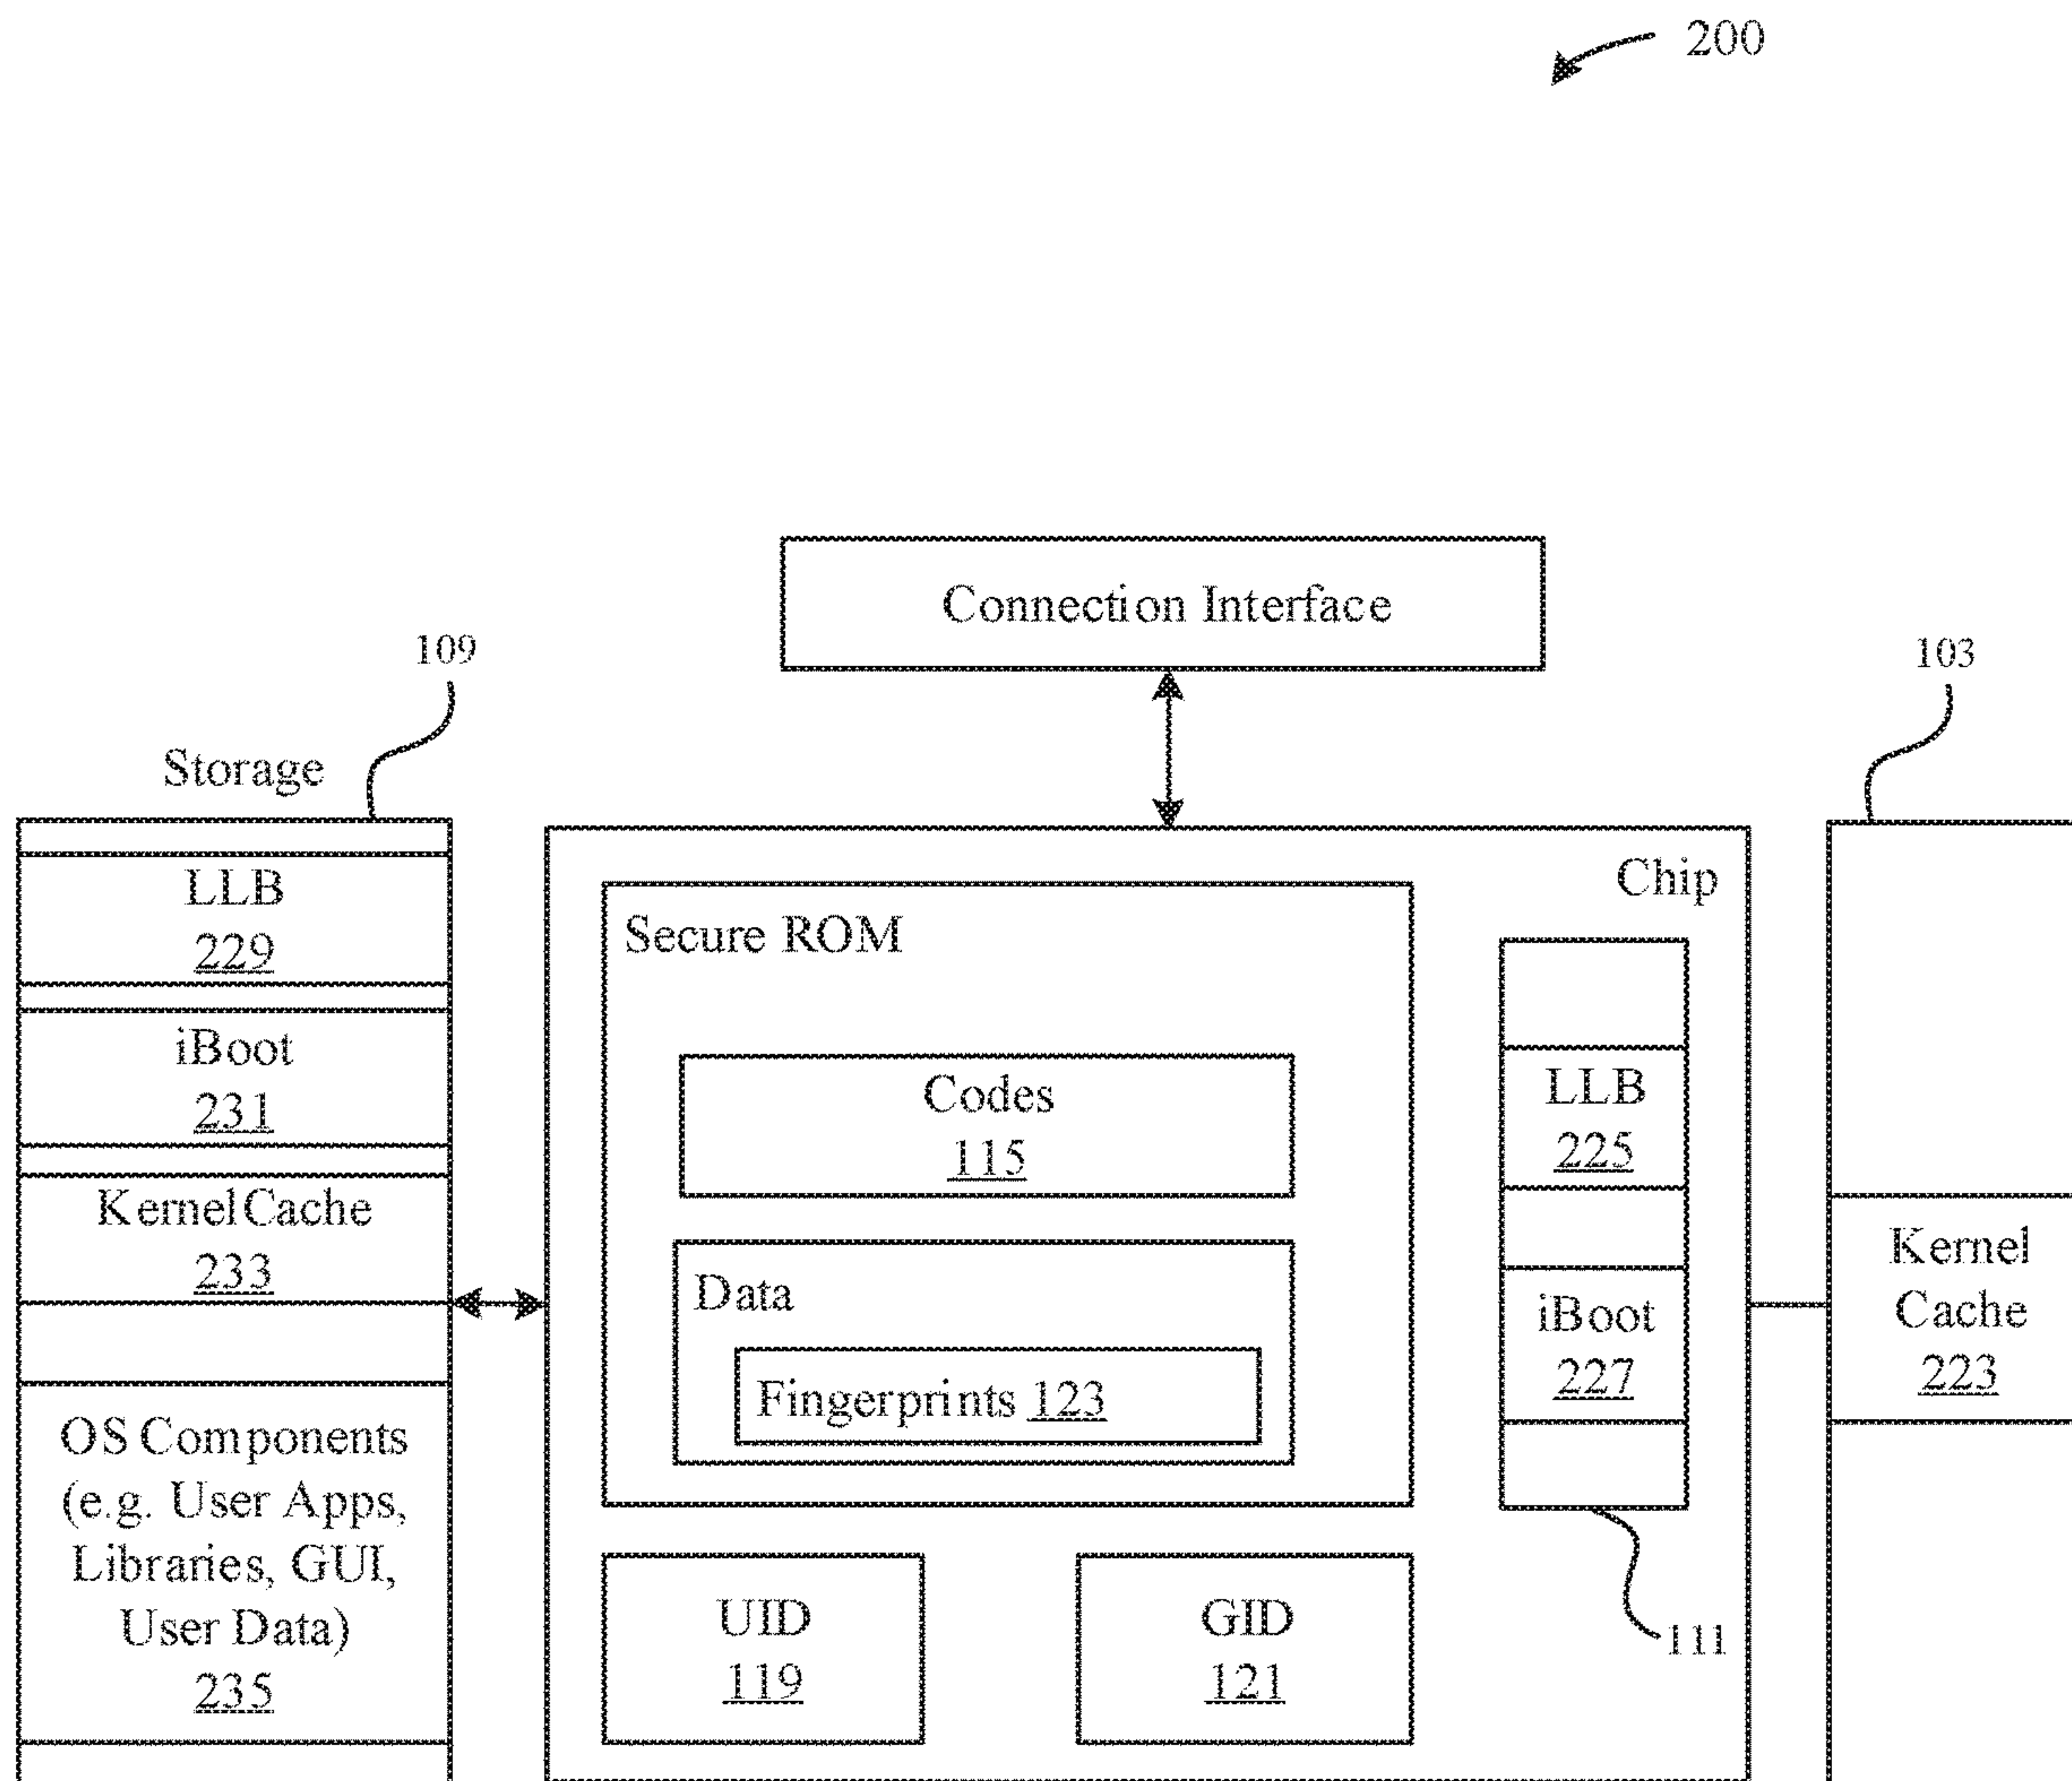 200
Connection Interface
109
103
Storage
LLB
229
iBoot
231
Kernel Cache
233
OS Components
(e.g. User Apps,
Libraries, GUI,
User Data)
235
Chip
Secure ROM
Codes
115
Data
Fingerprints 123
UID
119
GID
121
LLB
225
iBoot
227
111
Kernel
Cache
223